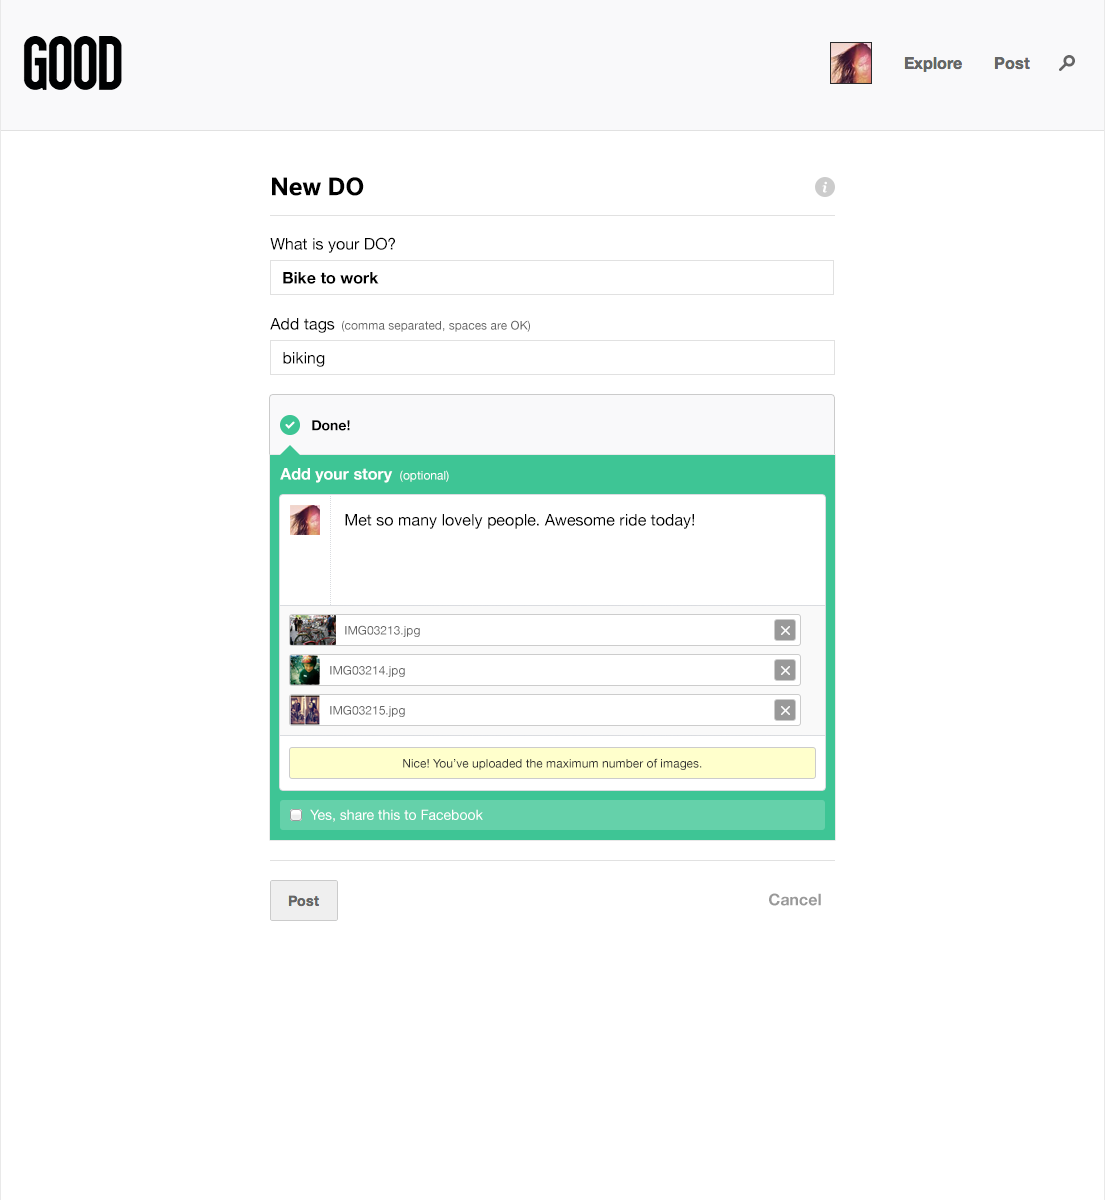 GOOD
Explore
Post
New DO
What is your DO?
Bike to work
Add tags (comma separated, spaces are OK)
biking
Done!
Add your story (optional)
Met so many lovely people. Awesome ride today!
IMG03213.jpg
IMG03214.jpg
IMG03215.jpg
Nice! You’ve uploaded the maximum number of images.
Yes, share this to Facebook
Post
Cancel